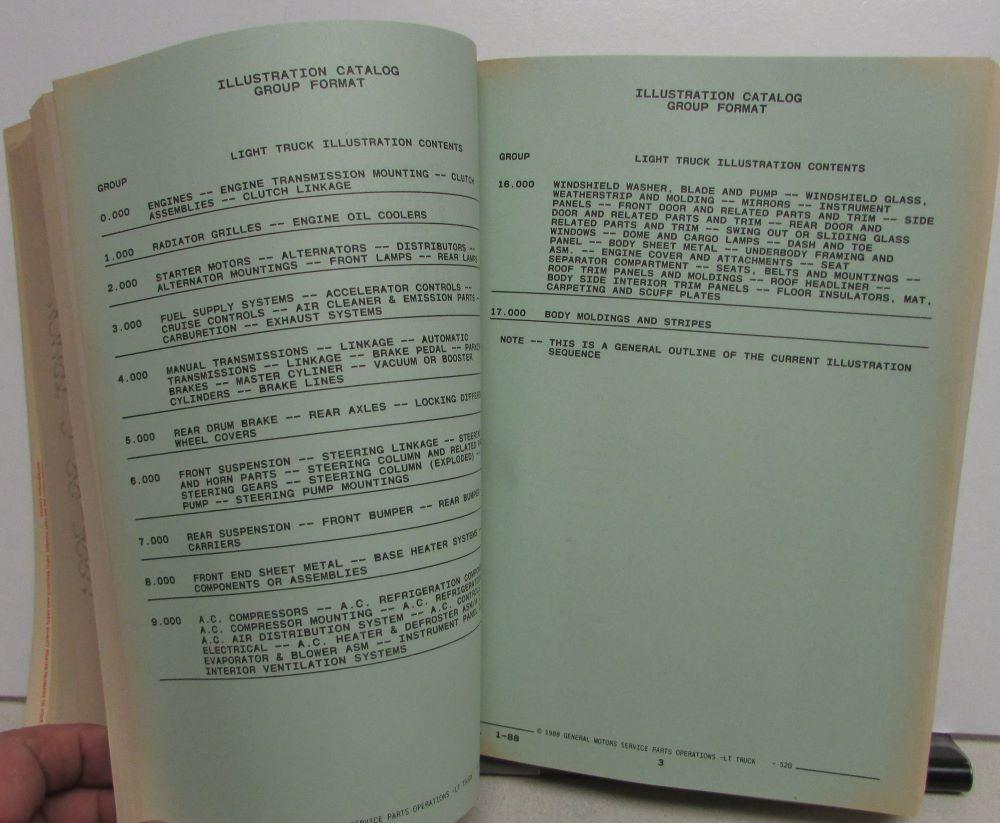 ILLUSTRATION CATALOG
GROUP FORMAT
LIGHT TRUCK ILLUSTRATION CONTENTS
GROUP
0.000 ENGINES -- ENGINE TRANSMISSION MOUNTING -- CLUTCH
ASSEMBLIES -- CLUTCH LINKAGE
1.000 RADIATOR GRILLES -- ENGINE OIL COOLERS
2.000 STARTER MOTORS -- ALTERNATORS -- DISTRIBUTORS --
ALTERNATOR MOUNTINGS -- FRONT LAMPS -- REAR LAMPS
3.000 FUEL SUPPLY SYSTEMS -- ACCELERATOR CONTROLS --
CRUISE CONTROLS -- AIR CLEANER & EMISSION PARTS -
CARBURETION -- EXHAUST SYSTEMS
4.000 MANUAL TRANSMISSIONS -- LINKAGE -- AUTOMATIC
TRANSMISSIONS -- LINKAGE -- BRAKE PEDAL --
BRAKES -- MASTER CYLINER -- VACUUM OR BOOSTER
CYLINDERS -- BRAKE LINES
5.000 REAR DRUM BRAKE -- REAR AXLES -- LOCKING
WHEEL COVERS
6.000 FRONT SUSPENSION -- STEERING LINKAGE --
AND HORN PARTS -- STEERING COLUMN AND RELATED
STEERING GEARS -- STEERING COLUMN (EXPLODED) --
PUMP -- STEERING PUMP MOUNTINGS
7.000 REAR SUSPENSION -- FRONT BUMPER -- REAR BUMPER
CARRIERS
8.000 FRONT END SHEET METAL -- BASE HEATER SYSTEMS -
COMPONENTS OR ASSEMBLIES
9.000 A.C. COMPRESSORS -- A.C. REFRIGERATION
A.C. COMPRESSOR MOUNTING -- A.C.
A.C. AIR DISTRIBUTION SYSTEM -- A.C.
ELECTRICAL -- A.C. HEATER & DEFROSTER
EVAPORATOR & BLOWER ASM -- INSTRUMENT PANEL
INTERIOR VENTILATION SYSTEMS
SERVICE PARTS OPERATIONS -LT TRUCK
ILLUSTRATION CATALOG
GROUP FORMAT
GROUP
LIGHT TRUCK ILLUSTRATION CONTENTS
16.000 WINDSHIELD WASHER, BLADE AND PUMP -- WINDSHIELD GLASS,
WEATHERSTRIP AND MOLDING -- MIRRORS -- INSTRUMENT
PANELS -- FRONT DOOR AND RELATED PARTS AND TRIM -- SIDE
DOOR AND RELATED PARTS AND TRIM -- REAR DOOR AND
RELATED PARTS AND TRIM -- SWING OUT OR SLIDING GLASS
WINDOWS -- DOME AND CARGO LAMPS -- DASH AND TOE
PANEL -- BODY SHEET METAL -- UNDERBODY FRAMING AND
ASM. -- ENGINE COVER AND ATTACHMENTS -- SEAT
SEPARATOR COMPARTMENT -- SEATS, BELTS AND MOUNTINGS --
ROOF TRIM PANELS AND MOLDINGS -- ROOF HEADLINER --
BODY SIDE INTERIOR TRIM PANELS -- FLOOR INSULATORS, MAT,
CARPETING AND SCUFF PLATES
17.000 BODY MOLDINGS AND STRIPES
NOTE -- THIS IS A GENERAL OUTLINE OF THE CURRENT ILLUSTRATION
SEQUENCE
1-88 © 1988 GENERAL MOTORS SERVICE PARTS OPERATIONS -LT TRUCK - 52G
3